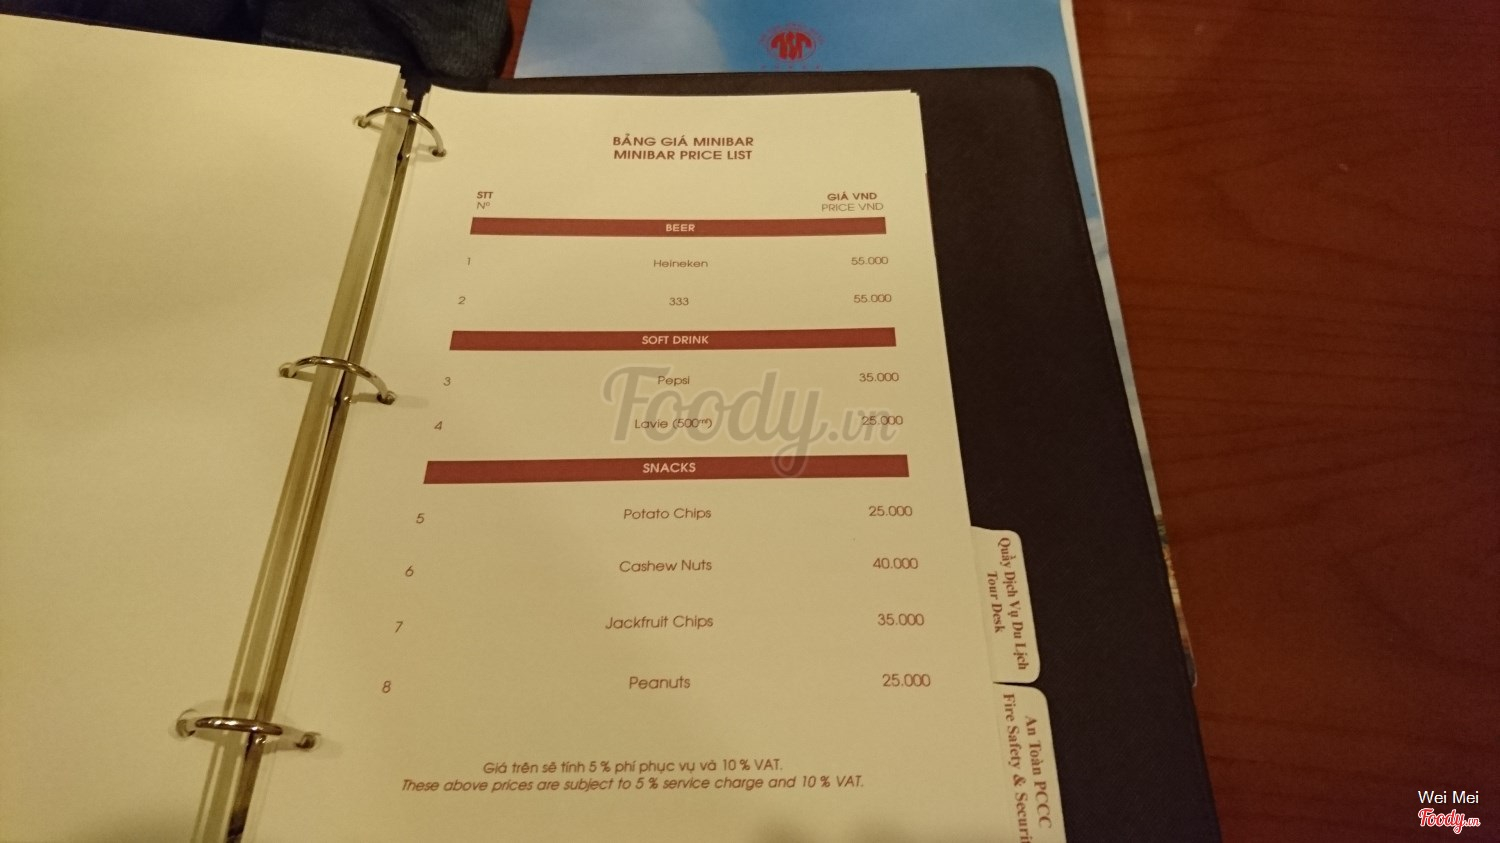 BẢNG GIÁ MINIBAR
MINIBAR PRICE LIST
STT GIÁ VND
Nº PRICE VND
BEER
1 Heineken 55.000
2 333 55.000
SOFT DRINK
3 Pepsi 35.000
4 Lavie (500ml) 25.000
SNACKS
5 Potato Chips 25.000
6 Cashew Nuts 40.000
7 Jackfruit Chips 35.000
8 Peanuts 25.000
Giá trên sẽ tính 5 % phí phục vụ và 10 % VAT.
These above prices are subject to 5 % service charge and 10 % VAT.
Quầy Dịch Vụ Du Lịch
Tour Desk
An Toàn PCCC
Fire Safety &
Foody.vn
Wei Mei
Foody.vn